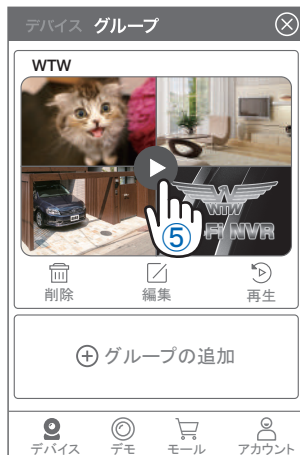 デバイス グループ
WTW
WTW
Fi NVR
⑤
削除 編集 再生
グループの追加
デバイス デモ モール アカウント